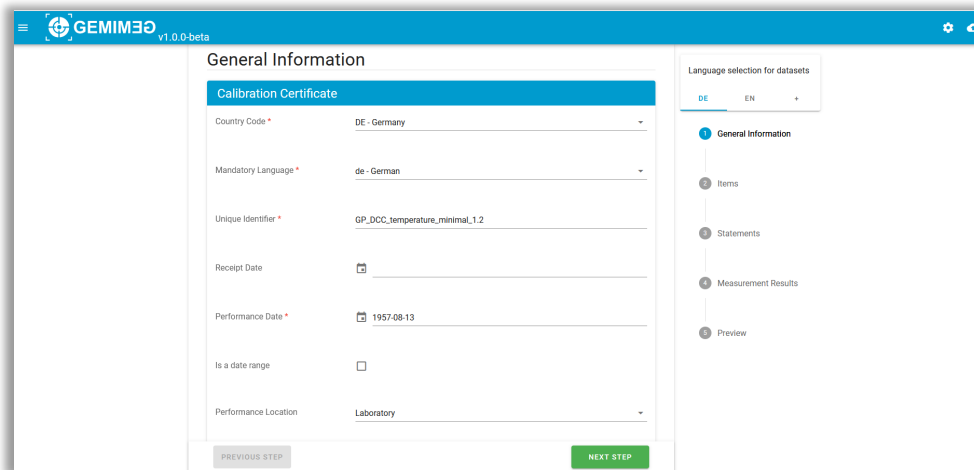 GEMIMEG v1.0.0-beta
General Information
Calibration Certificate
Country Code * DE - Germany
Mandatory Language * de - German
Unique Identifier * GP_DCC_temperature_minimal_1.2
Receipt Date
Performance Date * 1957-08-13
Is a date range
Performance Location Laboratory
PREVIOUS STEP NEXT STEP
Language selection for datasets
DE EN +
1 General Information
2 Items
3 Statements
4 Measurement Results
5 Preview